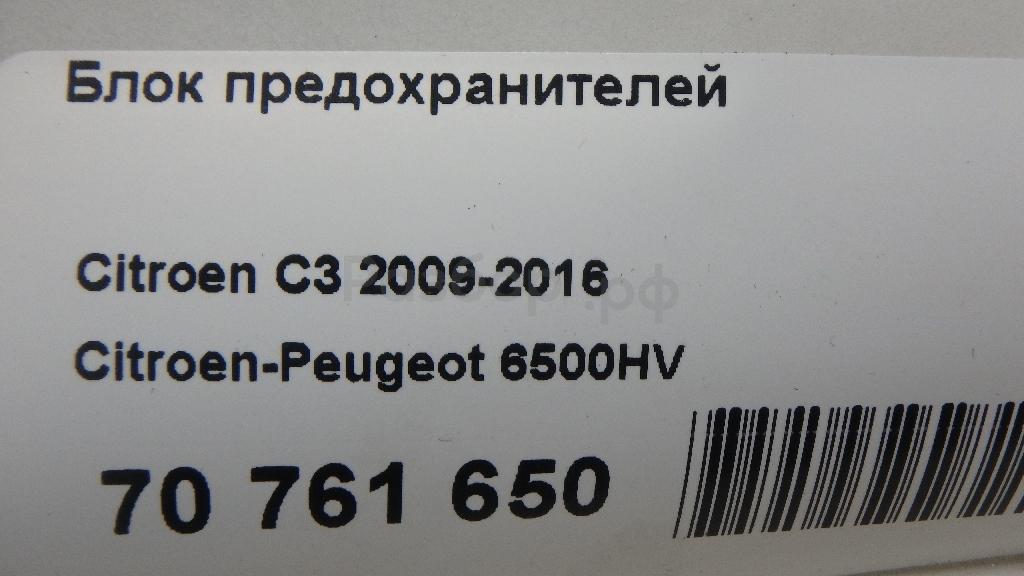 Блок предохранителей
Citroen C3 2009-2016
Citroen-Peugeot 6500HV
70 761 650